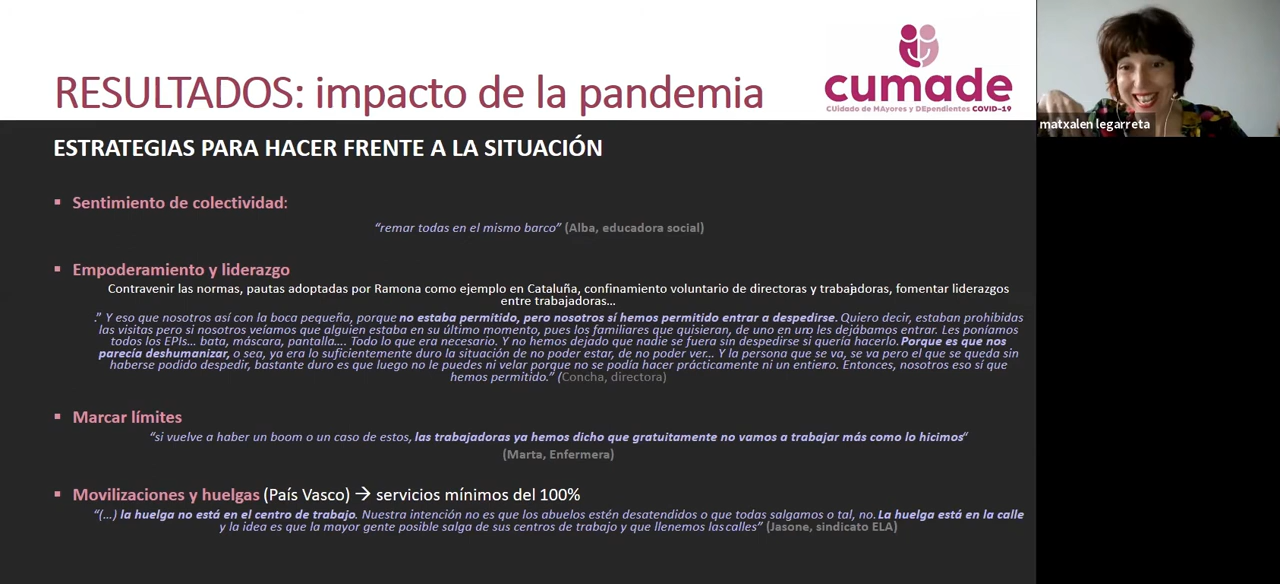 RESULTADOS: impacto de la pandemia
cumade
CUidado de MAyores y DEpendientes COVID-19
matxalen legarreta
ESTRATEGIAS PARA HACER FRENTE A LA SITUACIÓN
▪ Sentimiento de colectividad:
“remar todas en el mismo barco” (Alba, educadora social)
▪ Empoderamiento y liderazgo
Contravenir las normas, pautas adoptadas por Ramona como ejemplo en Cataluña, confinamiento voluntario de directoras y trabajadoras, fomentar liderazgos
entre trabajadoras…
.” Y eso que nosotros así con la boca pequeña, porque no estaba permitido, pero nosotros sí hemos permitido entrar a despedirse. Quiero decir, estaban prohibidas
las visitas pero si nosotros veíamos que alguien estaba en su último momento, pues los familiares que quisieran, de uno en uno les dejábamos entrar. Les poníamos
todos los EPIs… bata, máscara, pantalla…. Todo lo que era necesario. Y no hemos dejado que nadie se fuera sin despedirse si quería hacerlo. Porque es que nos
parecía deshumanizar, o sea, ya era lo suficientemente duro la situación de no poder estar, de no poder ver… Y la persona que se va, se va pero el que se queda sin
haberse podido despedir, bastante duro es que luego no le puedes ni velar porque no se podía hacer prácticamente ni un entierro. Entonces, nosotros eso sí que
hemos permitido.” (Concha, directora)
▪ Marcar límites
“si vuelve a haber un boom o un caso de estos, las trabajadoras ya hemos dicho que gratuitamente no vamos a trabajar más como lo hicimos“
(Marta, Enfermera)
▪ Movilizaciones y huelgas (País Vasco) → servicios mínimos del 100%
“(…) la huelga no está en el centro de trabajo. Nuestra intención no es que los abuelos estén desatendidos o que todas salgamos o tal, no. La huelga está en la calle
y la idea es que la mayor gente posible salga de sus centros de trabajo y que llenemos las calles” (Jasone, sindicato ELA)